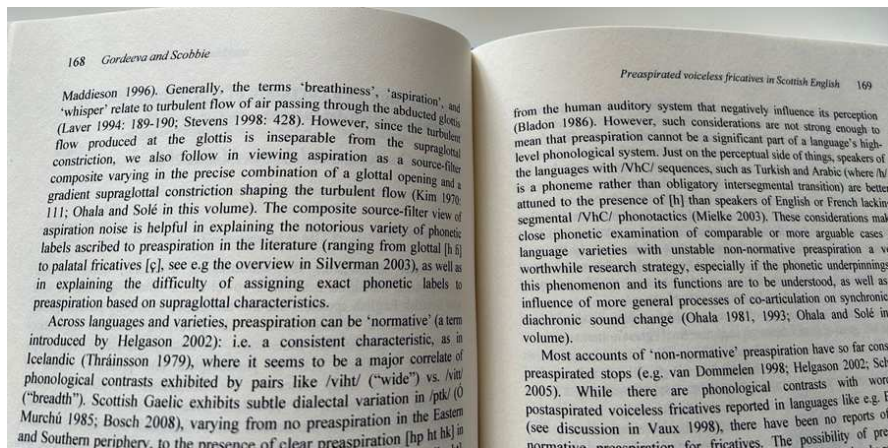 168 Gordeeva and Scobbie
Maddieson 1996). Generally, the terms ‘breathiness’, ‘aspiration’, and
‘whisper’ relate to turbulent flow of air passing through the abducted glottis
(Laver 1994: 189-190; Stevens 1998: 428). However, since the turbulent
flow produced at the glottis is inseparable from the supraglottal
constriction, we also follow in viewing aspiration as a source-filter
composite varying in the precise combination of a glottal opening and a
gradient supraglottal constriction shaping the turbulent flow (Kim 1970:
111; Ohala and Solé in this volume). The composite source-filter view of
aspiration noise is helpful in explaining the notorious variety of phonetic
labels ascribed to preaspiration in the literature (ranging from glottal [h ɦ]
to palatal fricatives [ç], see e.g the overview in Silverman 2003), as well as
in explaining the difficulty of assigning exact phonetic labels to
preaspiration based on supraglottal characteristics.
Across languages and varieties, preaspiration can be ‘normative’ (a term
introduced by Helgason 2002): i.e. a consistent characteristic, as in
Icelandic (Thráinsson 1979), where it seems to be a major correlate of
phonological contrasts exhibited by pairs like /viht/ (“wide”) vs. /vitt/
(“breadth”). Scottish Gaelic exhibits subtle dialectal variation in /ptk/ (Ó
Murchú 1985; Bosch 2008), varying from no preaspiration in the Eastern
and Southern periphery, to the presence of clear preaspiration [hp ht hk] in
Preaspirated voiceless fricatives in Scottish English 169
from the human auditory system that negatively influence its perception
(Bladon 1986). However, such considerations are not strong enough to
mean that preaspiration cannot be a significant part of a language’s high-
level phonological system. Just on the perceptual side of things, speakers of
the languages with /VhC/ sequences, such as Turkish and Arabic (where /h/
is a phoneme rather than obligatory intersegmental transition) are better
attuned to the presence of [h] than speakers of English or French lackin
segmental /VhC/ phonotactics (Mielke 2003). These considerations mak
close phonetic examination of comparable or more arguable cases
language varieties with unstable non-normative preaspiration a
worthwhile research strategy, especially if the phonetic underpinnings
this phenomenon and its functions are to be understood, as well as
influence of more general processes of co-articulation on synchronic
diachronic sound change (Ohala 1981, 1993; Ohala and Solé in
volume).
Most accounts of ‘non-normative’ preaspiration have so far cons
preaspired stops (e.g. van Dommelen 1998; Helgason 2002; Sch
2005). While there are phonological contrasts with wor
postaspirated voiceless fricatives reported in languages like e.g.
(see discussion in Vaux 1998), there have been no reports of
normative preaspiration for fricatives. The possibility of pre